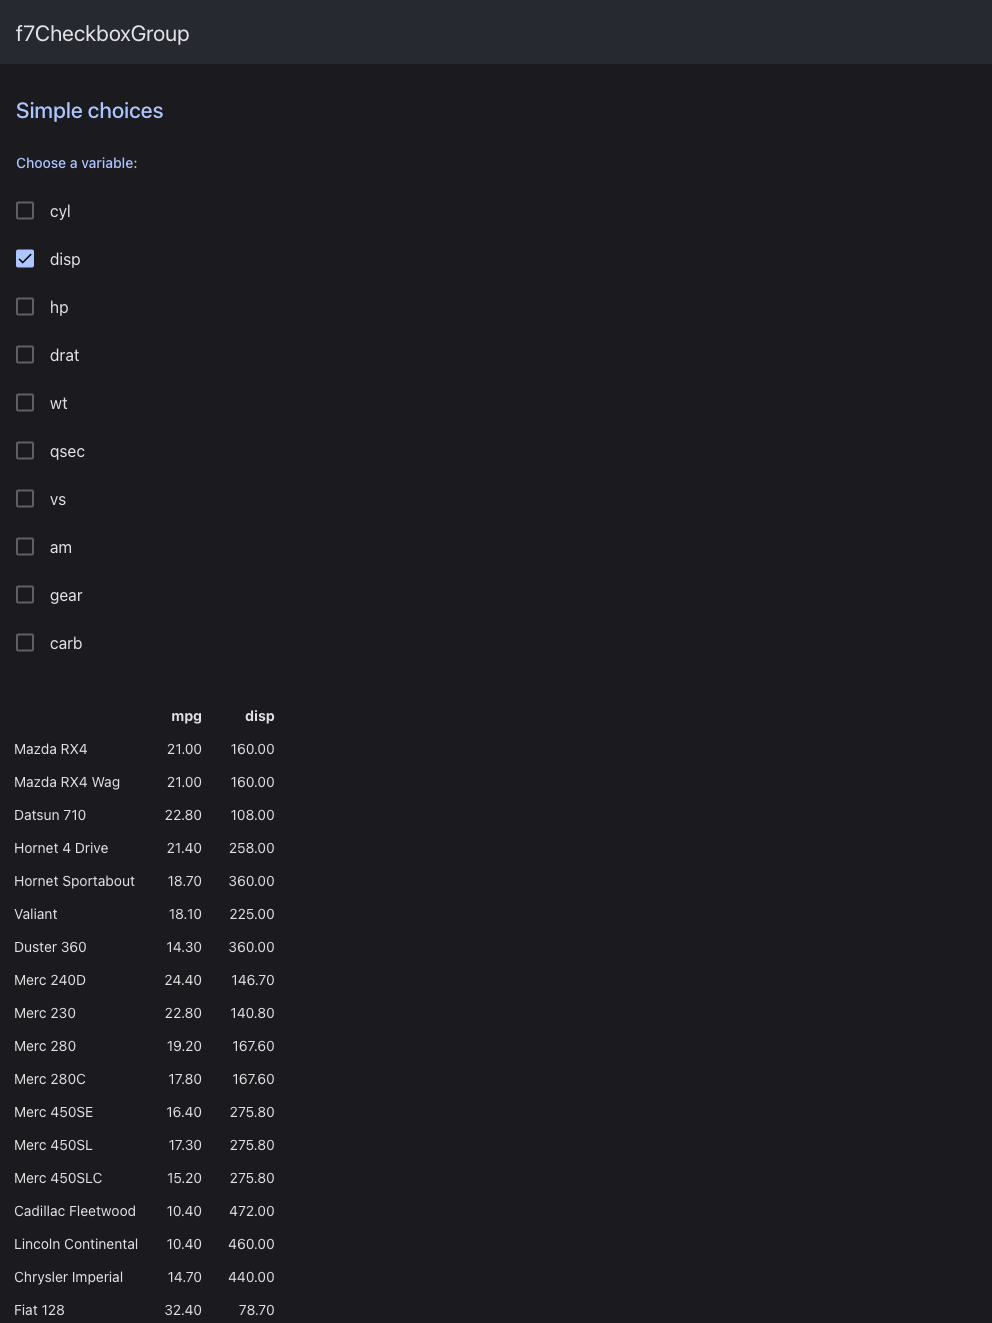 f7CheckboxGroup
Simple choices
Choose a variable:
cyl
disp
hp
drat
wt
qsec
vs
am
gear
carb
mpg disp
Mazda RX4 21.00 160.00
Mazda RX4 Wag 21.00 160.00
Datsun 710 22.80 108.00
Hornet 4 Drive 21.40 258.00
Hornet Sportabout 18.70 360.00
Valiant 18.10 225.00
Duster 360 14.30 360.00
Merc 240D 24.40 146.70
Merc 230 22.80 140.80
Merc 280 19.20 167.60
Merc 280C 17.80 167.60
Merc 450SE 16.40 275.80
Merc 450SL 17.30 275.80
Merc 450SLC 15.20 275.80
Cadillac Fleetwood 10.40 472.00
Lincoln Continental 10.40 460.00
Chrysler Imperial 14.70 440.00
Fiat 128 32.40 78.70